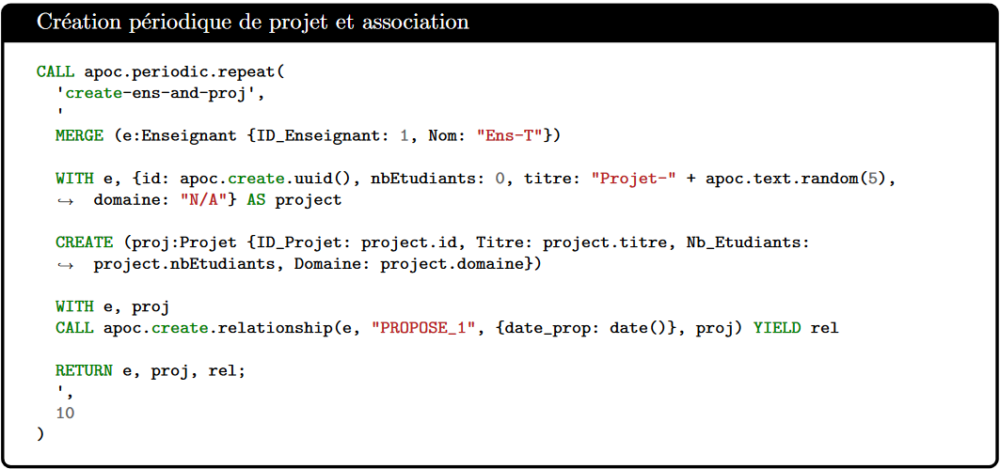 Création périodique de projet et association
CALL apoc.periodic.repeat(
'create-ens-and-proj',
'
MERGE (e:Enseignant {ID_Enseignant: 1, Nom: "Ens-T"})
WITH e, {id: apoc.create.uuid(), nbEtudiants: 0, titre: "Projet-" + apoc.text.random(5),
↪ domaine: "N/A"} AS project
CREATE (proj:Projet {ID_Projet: project.id, Titre: project.titre, Nb_Etudiants:
↪ project.nbEtudiants, Domaine: project.domaine})
WITH e, proj
CALL apoc.create.relationship(e, "PROPOSE_1", {date_prop: date()}, proj) YIELD rel
RETURN e, proj, rel;
',
10
)